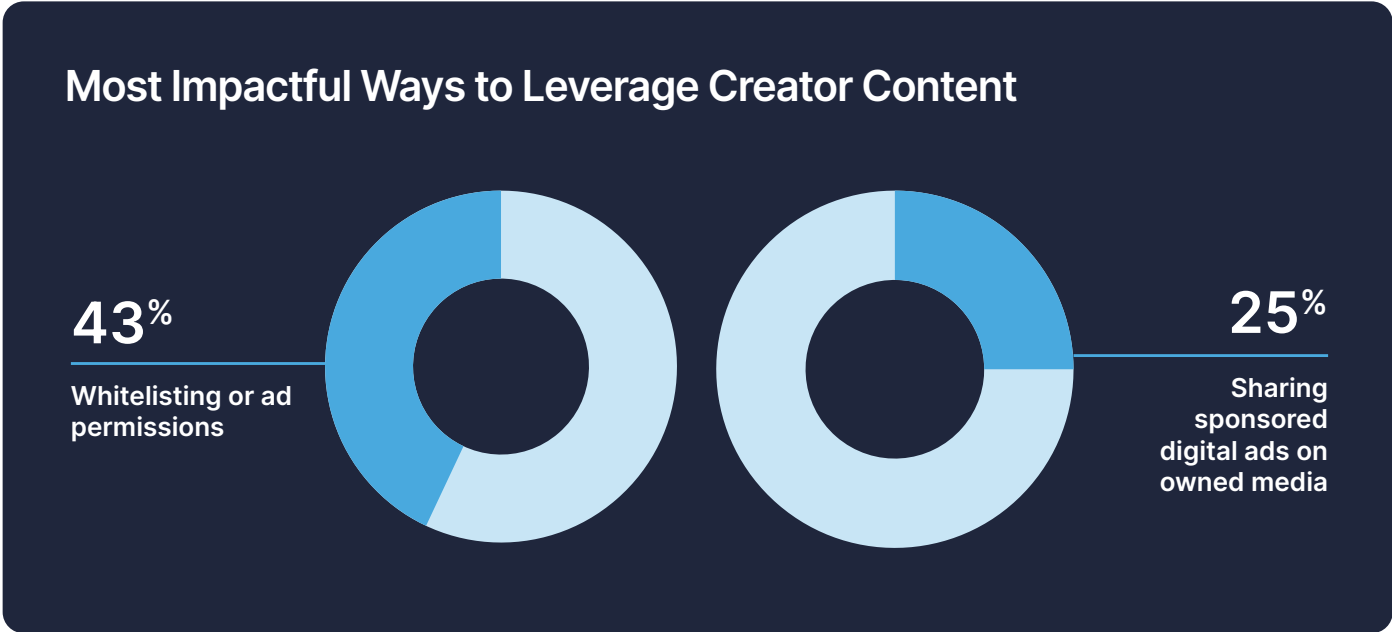 Most Impactful Ways to Leverage Creator Content
43%
Whitelisting or ad
permissions
25%
Sharing
sponsored
digital ads on
owned media